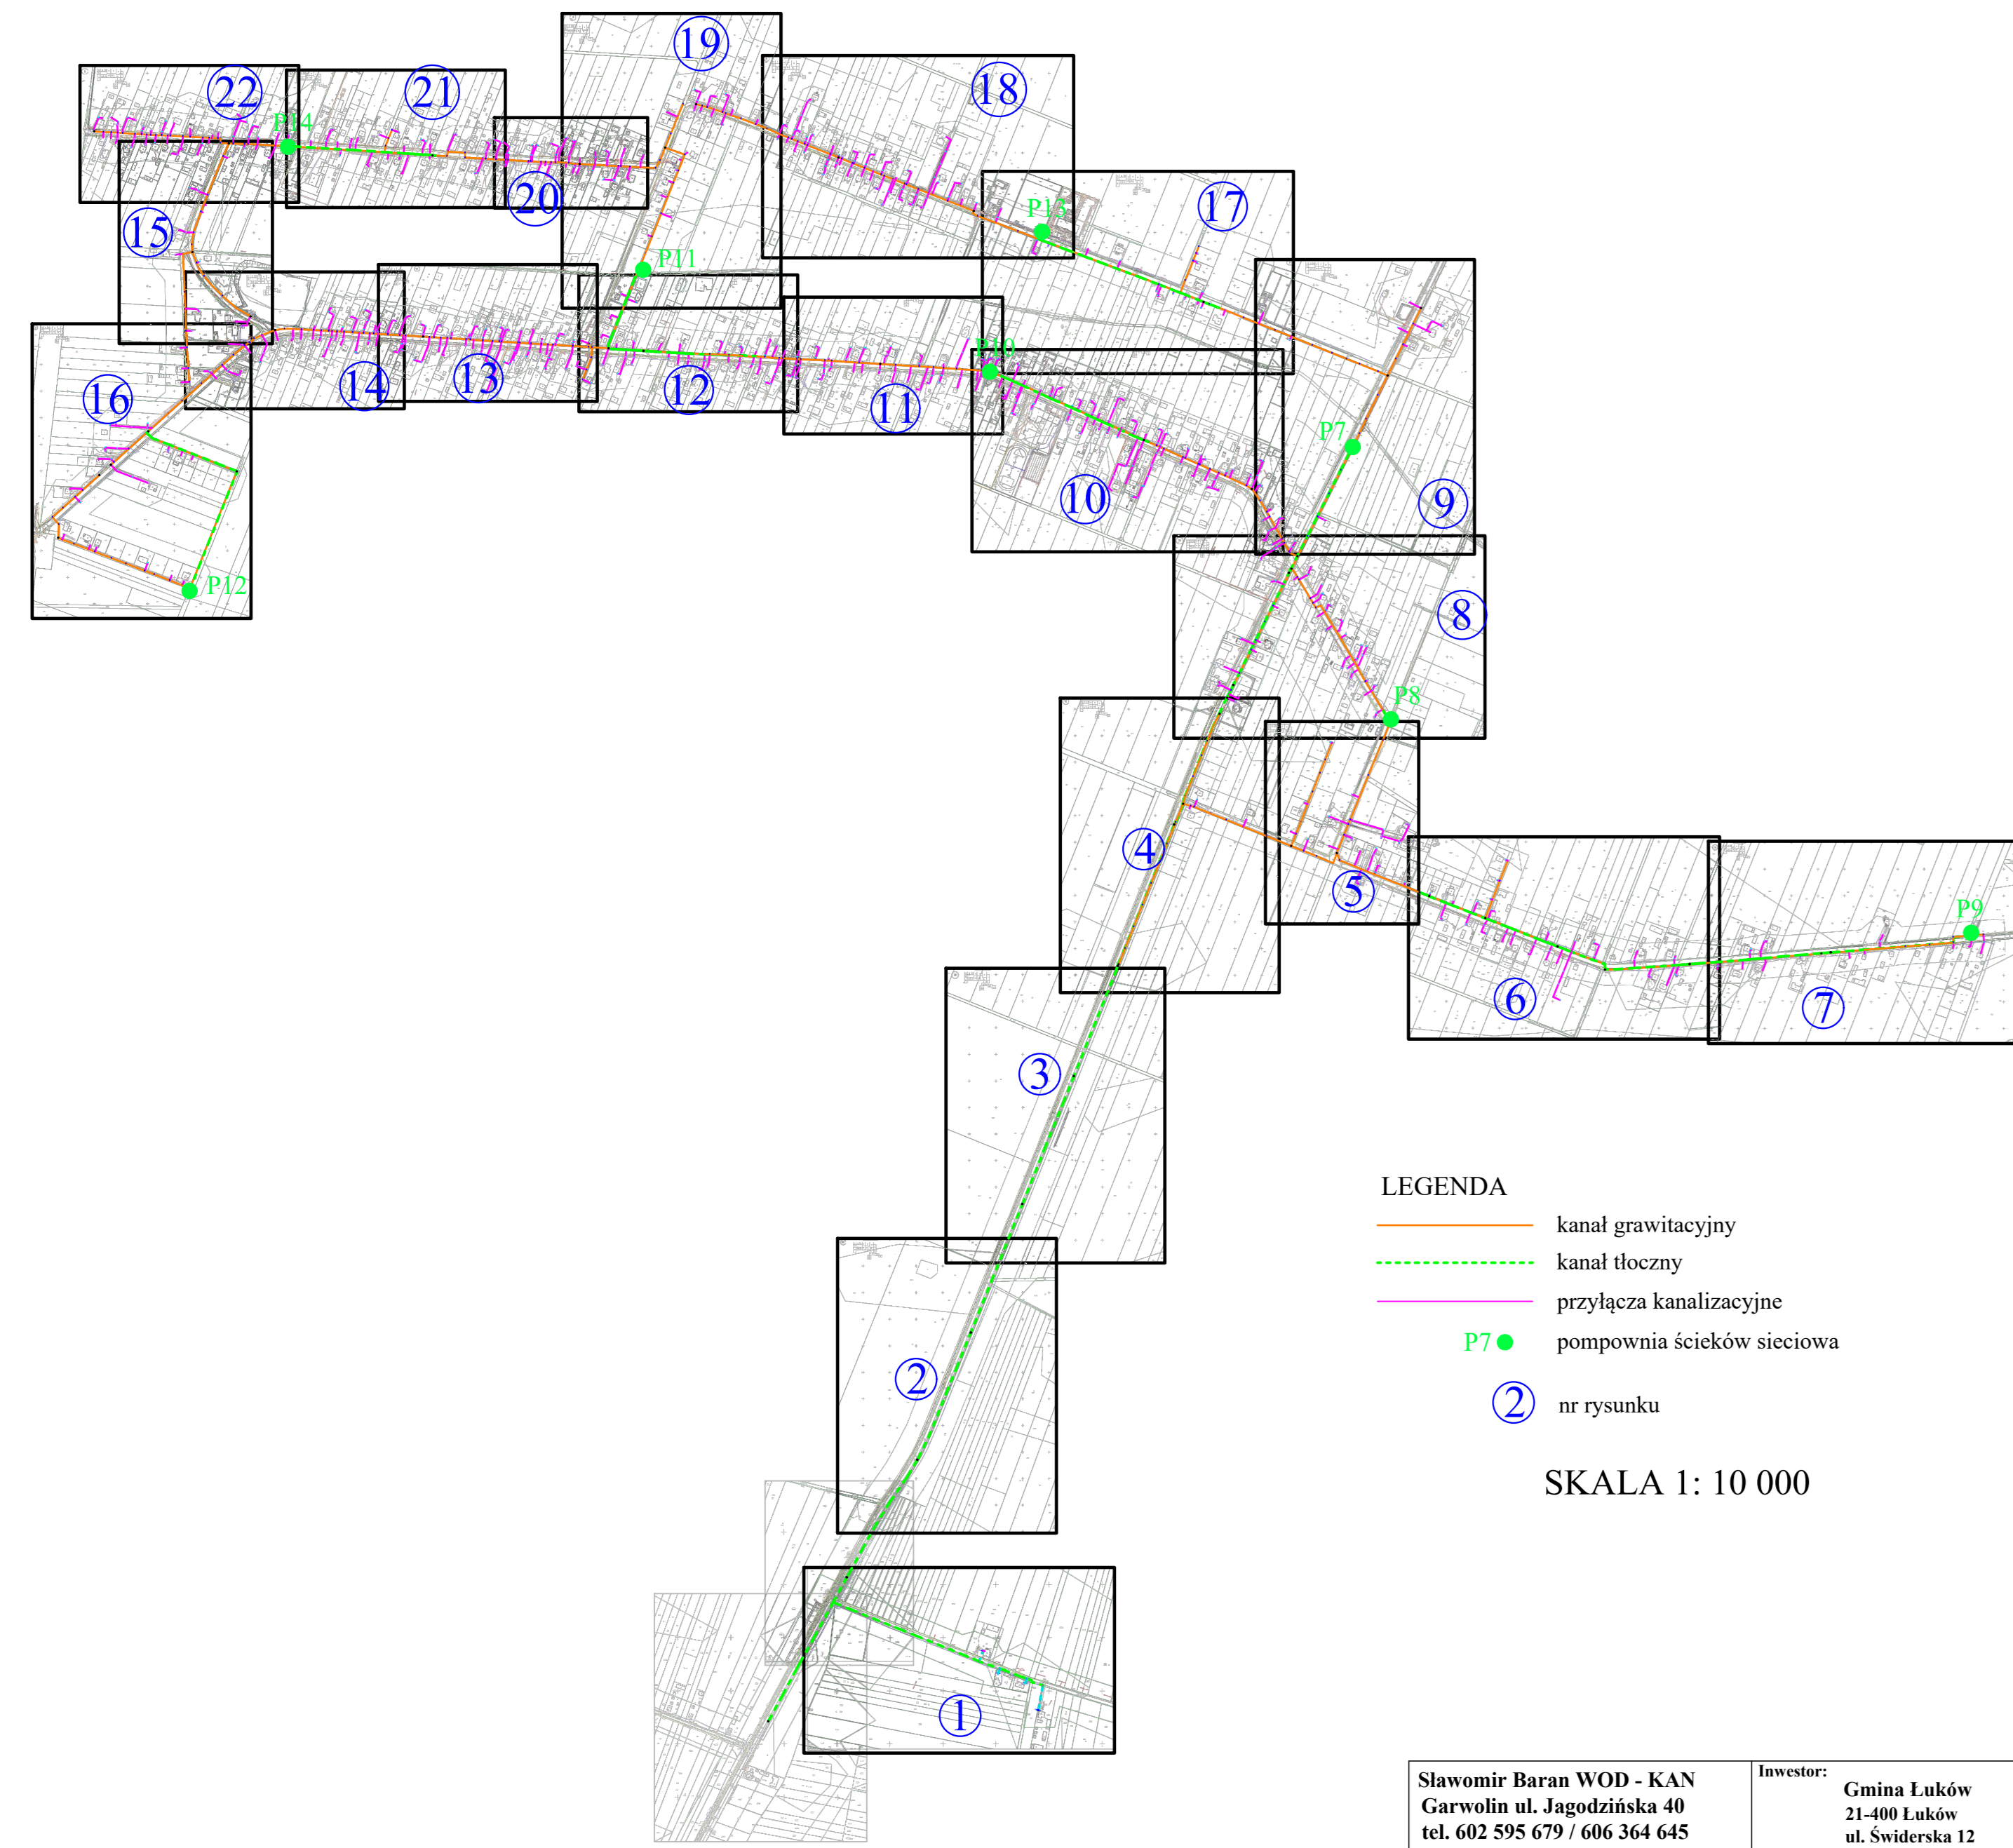 19
18
22
21
P14
20
17
P13
15
P11
14
13
12
11
P10
16
P7
10
9
P12
8
P8
4
5
P9
6
7
3
LEGENDA
kanał grawitacyjny
kanał tłoczny
przyłącza kanalizacyjne
P7 pompownia ścieków sieciowa
2
2 nr rysunku
SKALA 1: 10 000
1
Sławomir Baran WOD - KAN
Garwolin ul. Jagodzińska 40
tel. 602 595 679 / 606 364 645
Inwestor:
Gmina Łuków
21-400 Łuków
ul. Świderska 12